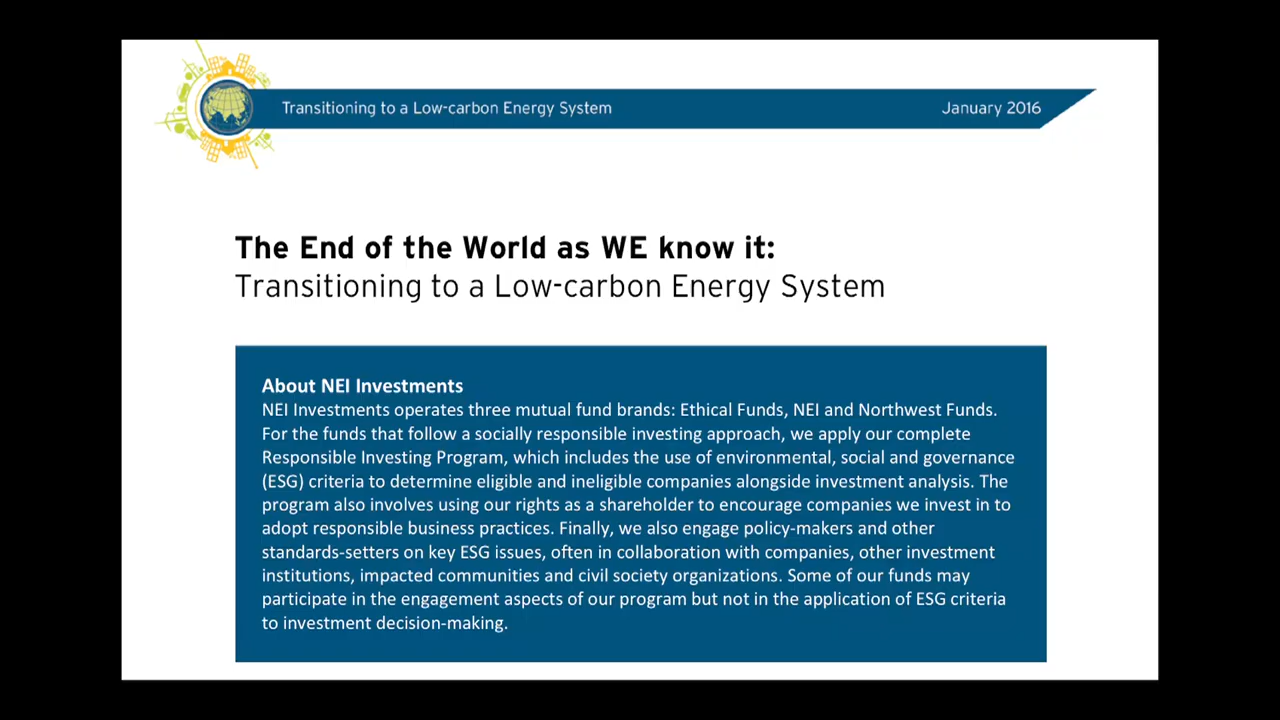 Transitioning to a Low-carbon Energy System
January 2016
The End of the World as WE know it:
Transitioning to a Low-carbon Energy System
About NEI Investments
NEI Investments operates three mutual fund brands: Ethical Funds, NEI and Northwest Funds.
For the funds that follow a socially responsible investing approach, we apply our complete
Responsible Investing Program, which includes the use of environmental, social and governance
(ESG) criteria to determine eligible and ineligible companies alongside investment analysis. The
program also involves using our rights as a shareholder to encourage companies we invest in to
adopt responsible business practices. Finally, we also engage policy-makers and other
standards-setters on key ESG issues, often in collaboration with companies, other investment
institutions, impacted communities and civil society organizations. Some of our funds may
participate in the engagement aspects of our program but not in the application of ESG criteria
to investment decision-making.